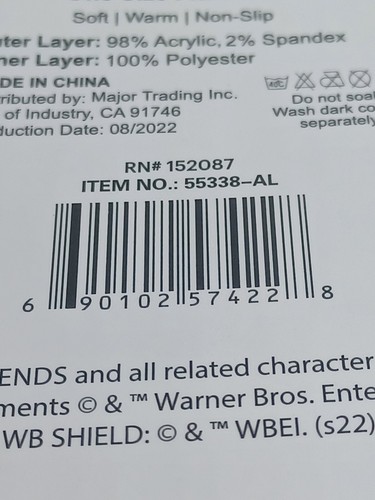 Soft | Warm | Non-Slip
uter Layer: 98% Acrylic, 2% Spandex
ner Layer: 100% Polyester
DE IN CHINA
tributed by: Major Trading Inc.
of Industry, CA 91746
duction Date: 08/2022
Do not soa
Wash dark co
separately
RN# 152087
ITEM NO.: 55338-AL
6 90102 57422 8
ENDS and all related character
ments © & ™ Warner Bros. Ente
WB SHIELD: © & ™ WBEI. (s22)